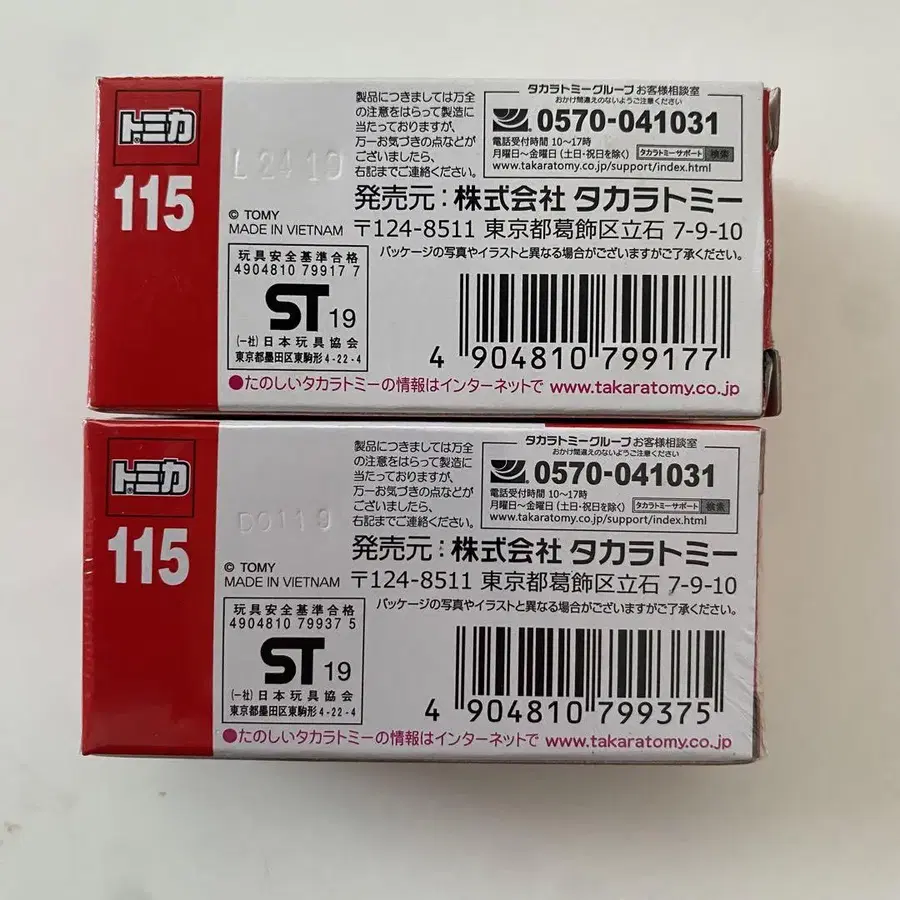 トミカ
115
L2419
© TOMY
MADE IN VIETNAM
製品につきましては万全
の注意をはらって製造に
当たっておりますが、
万一お気づきの点などが
ございましたら、
右記までご連絡ください。
タカラトミーグループ お客様相談室
おかけ間違えのないようご注意ください
0570-041031
電話受付時間 10〜17時
月曜日〜金曜日 (土日・祝日を除く) タカラトミーサポート 検索
www.takaratomy.co.jp/support/index.html
発売元：株式会社 タカラトミー
〒124-8511 東京都葛飾区立石 7-9-10
パッケージの写真やイラストと異なる場合がございますがご了承ください。
玩具安全基準合格
4904810 79917 7
ST 19
(一社) 日本玩具協会
東京都墨田区東駒形 4-22-4
4 904810 799177
●たのしいタカラトミーの情報はインターネットで www.takaratomy.co.jp
トミカ
115
D0119
© TOMY
MADE IN VIETNAM
製品につきましては万全
の注意をはらって製造に
当たっておりますが、
万一お気づきの点などが
ございましたら、
右記までご連絡ください。
タカラトミーグループ お客様相談室
おかけ間違えのないようご注意ください
0570-041031
電話受付時間 10〜17時
月曜日〜金曜日 (土日・祝日を除く) タカラトミーサポート 検索
www.takaratomy.co.jp/support/index.html
発売元：株式会社 タカラトミー
〒124-8511 東京都葛飾区立石 7-9-10
パッケージの写真やイラストと異なる場合がございますがご了承ください。
玩具安全基準合格
4904810 79937 5
ST 19
(一社) 日本玩具協会
東京都墨田区東駒形 4-22-4
4 904810 799375
●たのしいタカラトミーの情報はインターネットで www.takaratomy.co.jp